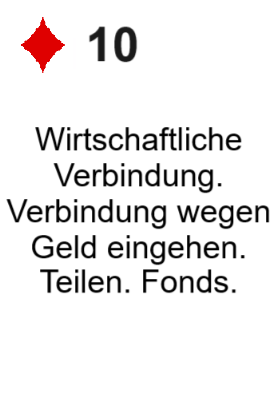 10
Wirtschaftliche
Verbindung.
Verbindung wegen
Geld eingehen.
Teilen. Fonds.